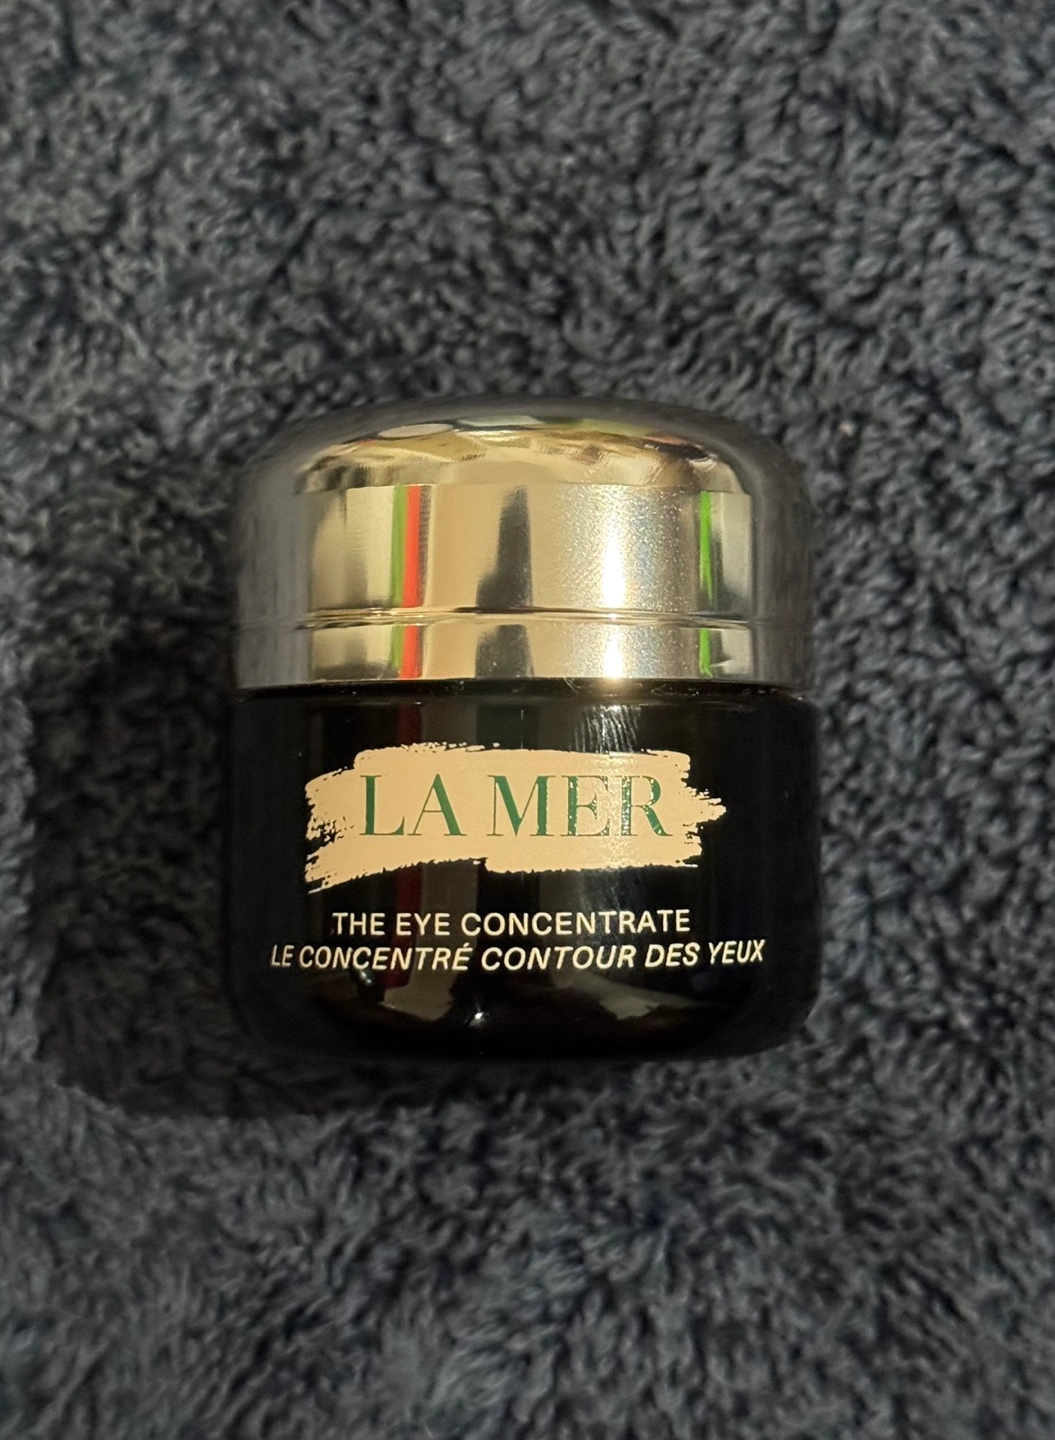 LA MER
THE EYE CONCENTRATE
LE CONCENTRÉ CONTOUR DES YEUX